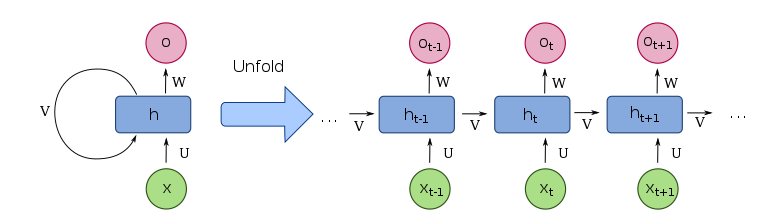 o
Unfold
o_{t-1}
o_t
o_{t+1}
W
W
W
W
V
h
...
V
h_{t-1}
V
h_t
V
h_{t+1}
V
...
U
U
U
U
x
x_{t-1}
x_t
x_{t+1}